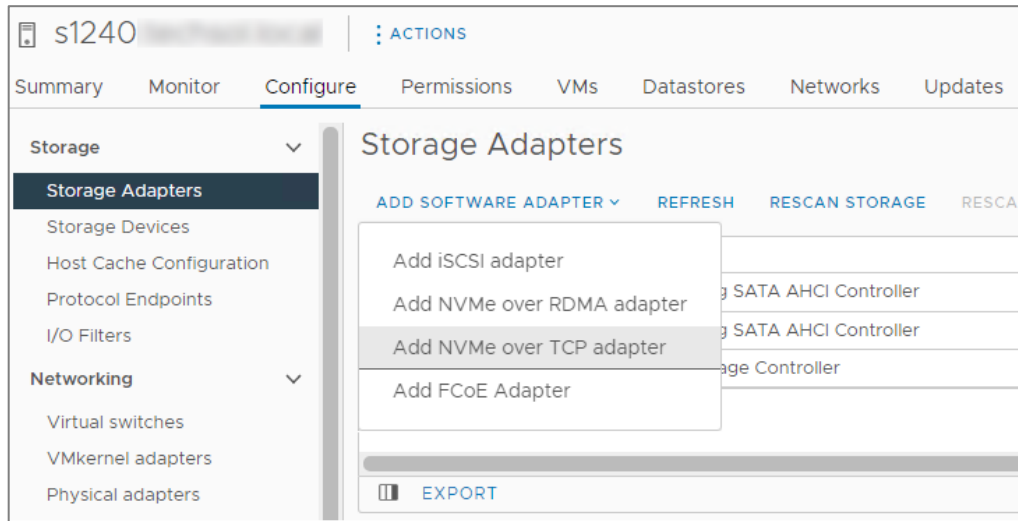 s1240
ACTIONS
Summary Monitor Configure Permissions VMs Datastores Networks Updates
Storage
Storage Adapters
Storage Devices
Host Cache Configuration
Protocol Endpoints
I/O Filters
Networking
Virtual switches
VMkernel adapters
Physical adapters
Storage Adapters
ADD SOFTWARE ADAPTER REFRESH RESCAN STORAGE
Add iSCSI adapter
Add NVMe over RDMA adapter
Add NVMe over TCP adapter
Add FCoE Adapter
SATA AHCI Controller
SATA AHCI Controller
Controller
EXPORT